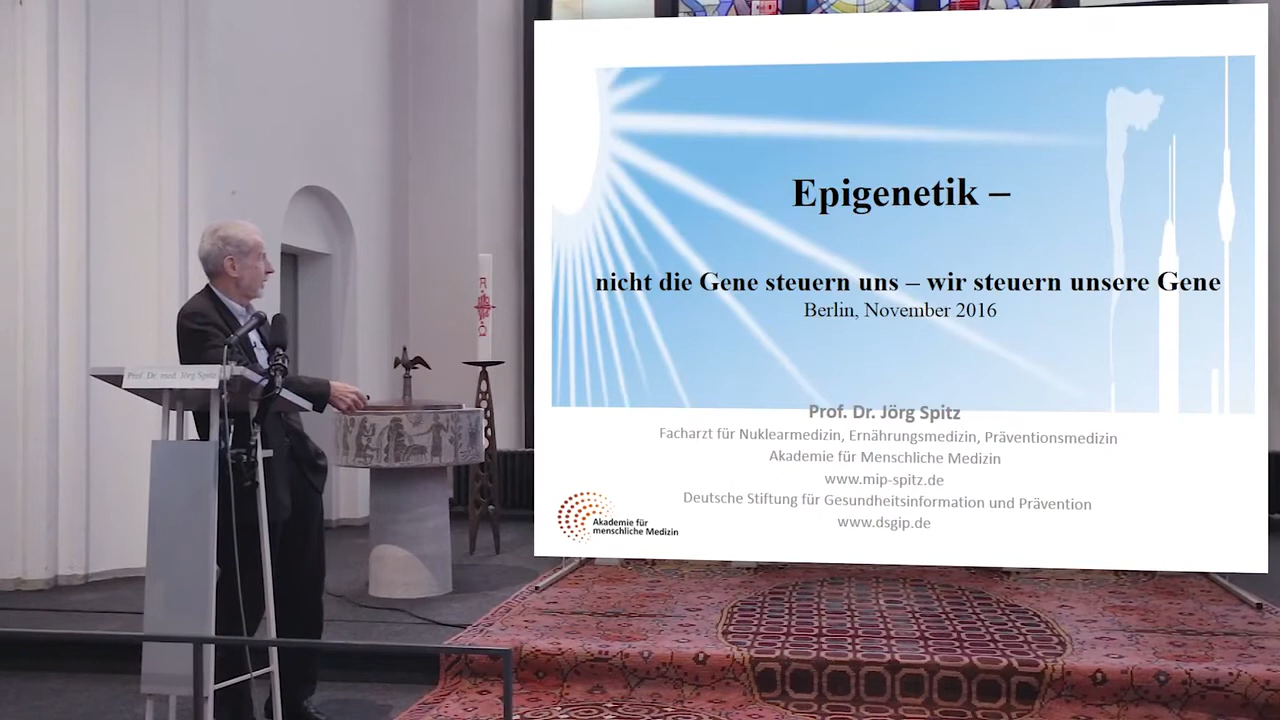 Epigenetik –
nicht die Gene steuern uns – wir steuern unsere Gene
Berlin, November 2016
Prof. Dr. Jörg Spitz
Facharzt für Nuklearmedizin, Ernährungsmedizin, Präventionsmedizin
Akademie für Menschliche Medizin
www.mip-spitz.de
Deutsche Stiftung für Gesundheitsinformation und Prävention
www.dsgip.de
Akademie für
menschliche Medizin
Prof. Dr. med. Jörg Spitz